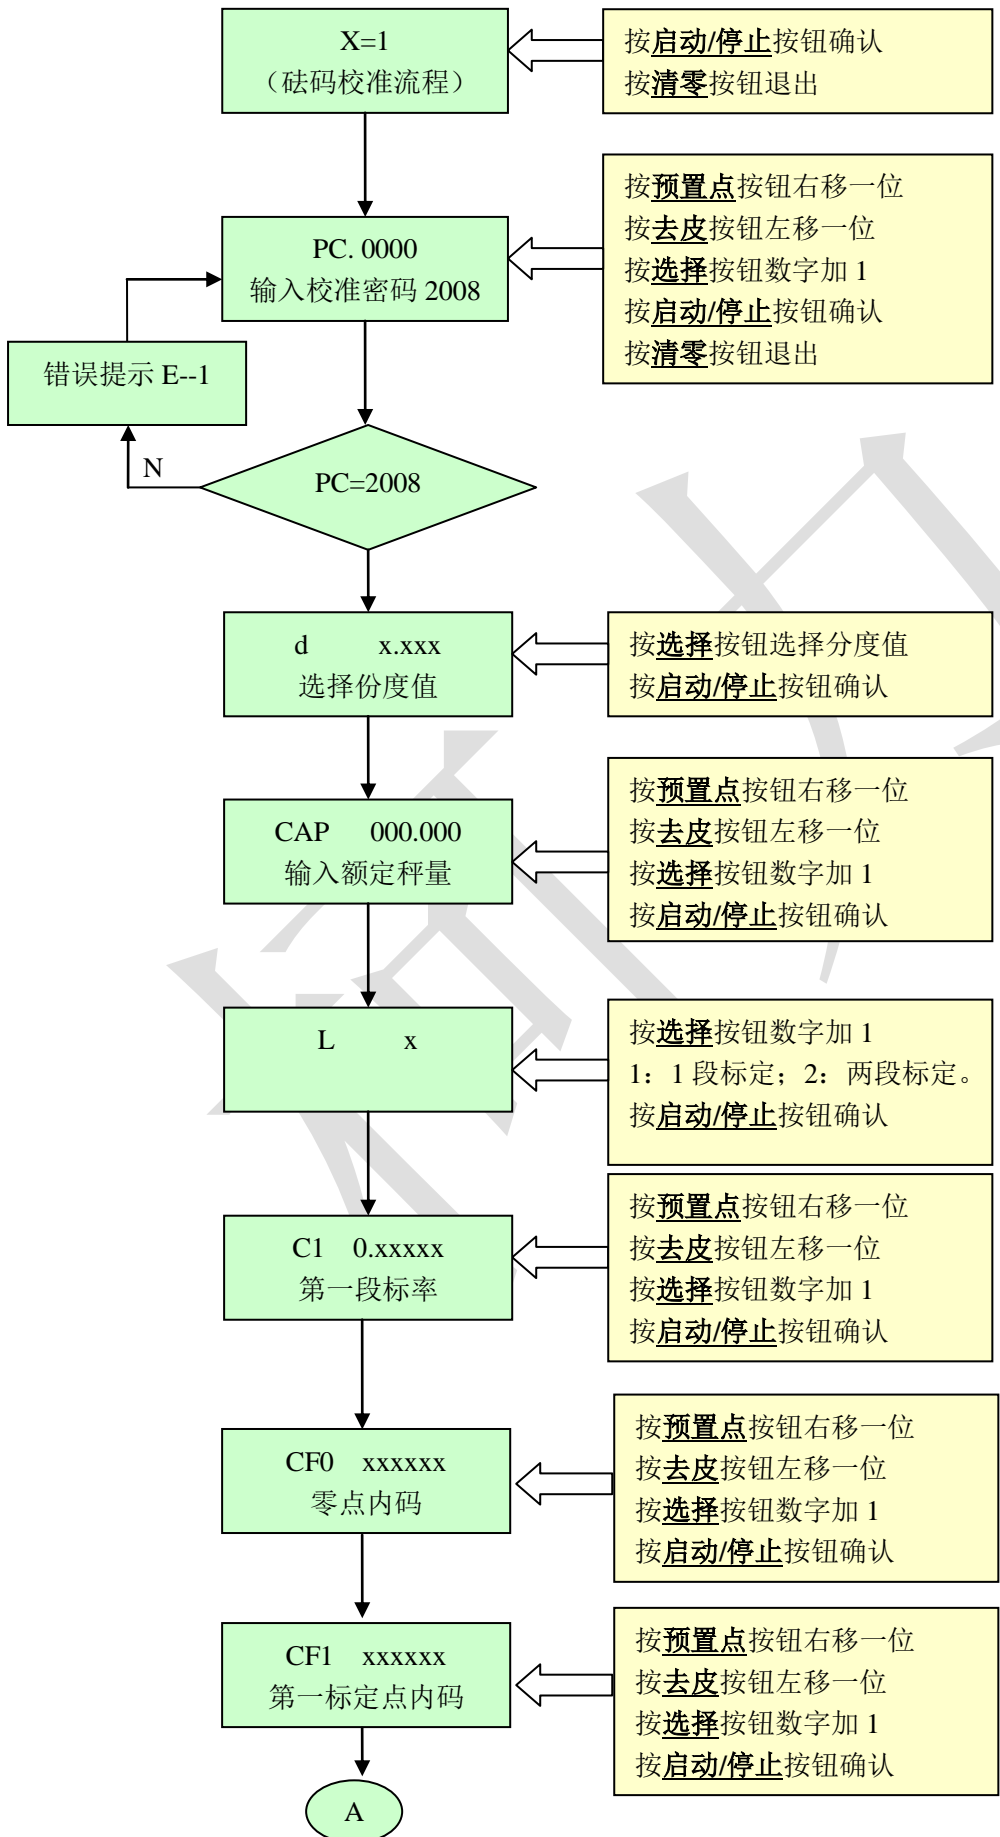 X=1
（砝码校准流程）
按启动/停止按钮确认
按清零按钮退出
PC. 0000
输入校准密码 2008
按预置点按钮右移一位
按去皮按钮左移一位
按选择按钮数字加 1
按启动/停止按钮确认
按清零按钮退出
错误提示 E--1
N
PC=2008
d x.xxx
选择份度值
按选择按钮选择分度值
按启动/停止按钮确认
CAP 000.000
输入额定秤量
按预置点按钮右移一位
按去皮按钮左移一位
按选择按钮数字加 1
按启动/停止按钮确认
L x
按选择按钮数字加 1
1：1 段标定；2：两段标定。
按启动/停止按钮确认
C1 0.xxxxx
第一段标率
按预置点按钮右移一位
按去皮按钮左移一位
按选择按钮数字加 1
按启动/停止按钮确认
CF0 xxxxxx
零点内码
按预置点按钮右移一位
按去皮按钮左移一位
按选择按钮数字加 1
按启动/停止按钮确认
CF1 xxxxxx
第一标定点内码
按预置点按钮右移一位
按去皮按钮左移一位
按选择按钮数字加 1
按启动/停止按钮确认
A